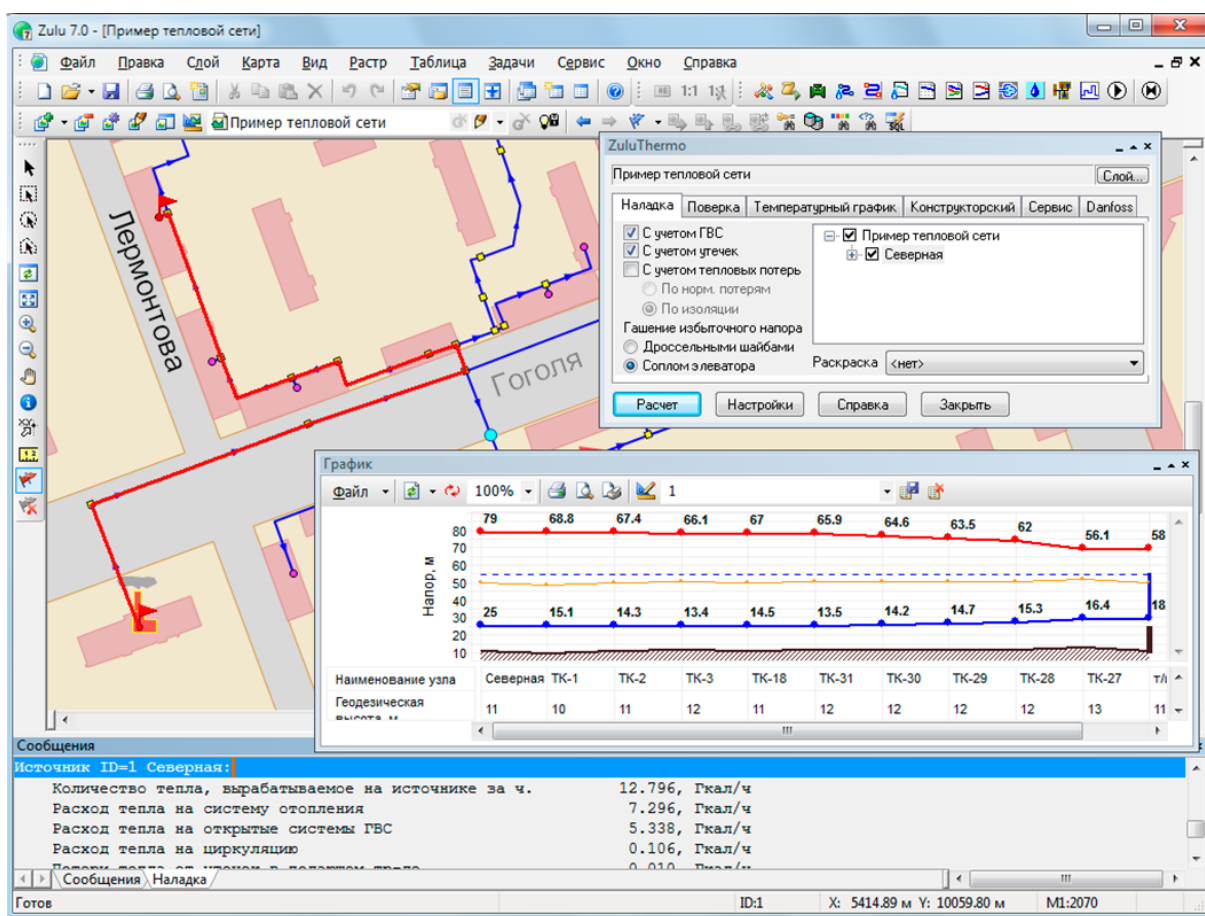 Zulu 7.0 - [Пример тепловой сети]
Файл Правка Слой Карта Вид Растр Таблица Задачи Сервис Окно Справка
1:1
Пример тепловой сети
SQL
Лермонтова
Гоголя
ZuluThermo
Пример тепловой сети Слой...
Наладка Поверка Температурный график Конструкторский Сервис Danfoss
С учетом ГВС
С учетом утечек
С учетом тепловых потерь
По норм. потерям
По изоляции
Гашение избыточного напора
Дроссельными шайбами
Соплом элеватора
Пример тепловой сети
Северная
Раскраска <нет>
Расчет Настройки Справка Закрыть
График
Файл 100% 1
Напор, м
80
70
60
50
40
30
20
10
79 68.8 67.4 66.1 67 65.9 64.6 63.5 62 56.1 58
25 15.1 14.3 13.4 14.5 13.5 14.2 14.7 15.3 16.4 18
Наименование узла Северная ТК-1 ТК-2 ТК-3 ТК-18 ТК-31 ТК-30 ТК-29 ТК-28 ТК-27
Геодезическая 11 10 11 12 11 12 12 12 12 13 11
высота, м
Сообщения
Источник ID=1 Северная:
Количество тепла, вырабатываемое на источнике за ч. 12.796, Гкал/ч
Расход тепла на систему отопления 7.296, Гкал/ч
Расход тепла на открытые системы ГВС 5.338, Гкал/ч
Расход тепла на циркуляцию 0.106, Гкал/ч
Сообщения Наладка
Готов ID:1 X: 5414.89 м Y: 10059.80 м М1:2070